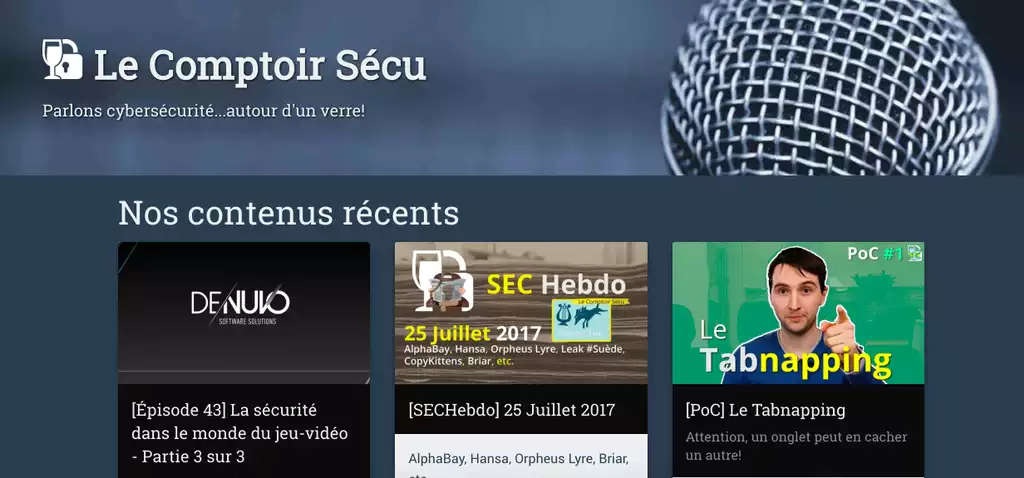 Le Comptoir Sécu
Parlons cybersécurité...autour d'un verre!
Nos contenus récents
DENUVO
SOFTWARE SOLUTIONS
[Épisode 43] La sécurité
dans le monde du jeu-vidéo
- Partie 3 sur 3
SEC Hebdo
Le Comptoir Sécu
25 Juillet 2017
AlphaBay, Hansa, Orpheus Lyre, Leak #Suède,
CopyKittens, Briar, etc.
[SECHebdo] 25 Juillet 2017
AlphaBay, Hansa, Orpheus Lyre, Briar,
etc.
PoC #1
Le
Tabnapping
[PoC] Le Tabnapping
Attention, un onglet peut en cacher
un autre!